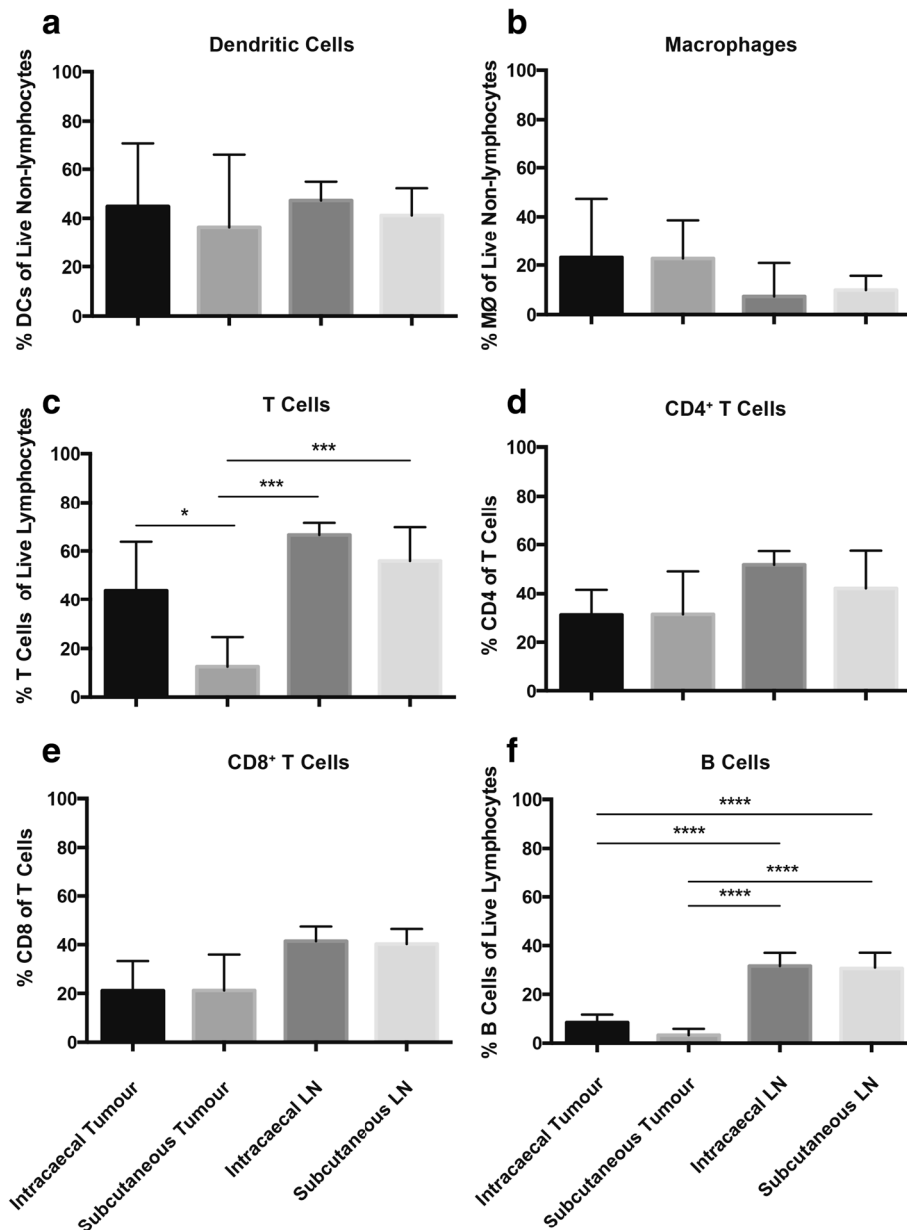 a
Dendritic Cells
% DCs of Live Non-lymphocytes
100
80
60
40
20
0
b
Macrophages
% MØ of Live Non-lymphocytes
100
80
60
40
20
0
c
T Cells
% T Cells of Live Lymphocytes
100
80
60
40
20
0
***
***
*
d
CD4⁺ T Cells
% CD4 of T Cells
100
80
60
40
20
0
e
CD8⁺ T Cells
% CD8 of T Cells
100
80
60
40
20
0
f
B Cells
% B Cells of Live Lymphocytes
100
80
60
40
20
0
****
****
****
****
Intracaecal Tumour
Subcutaneous Tumour
Intracaecal LN
Subcutaneous LN
Intracaecal Tumour
Subcutaneous Tumour
Intracaecal LN
Subcutaneous LN